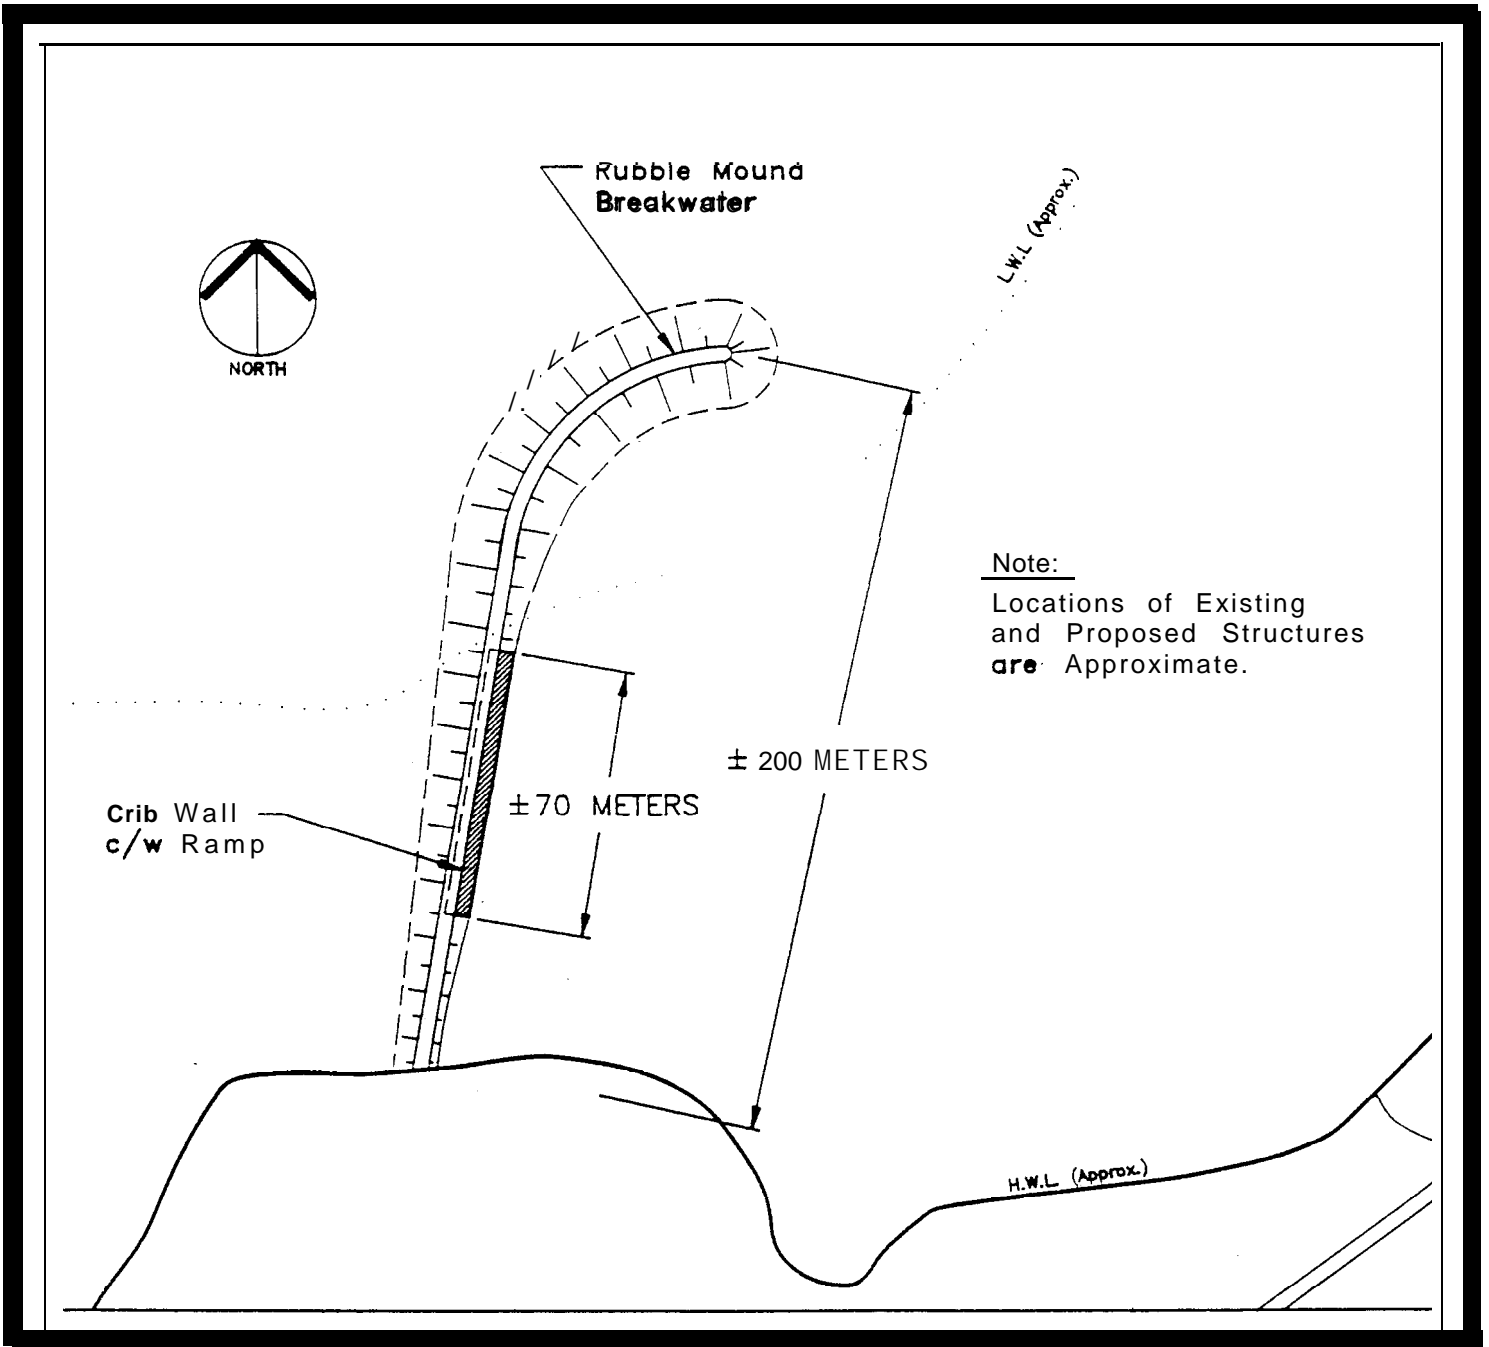 Rubble Mound
Breakwater
L.W.L (Approx.)
NORTH
Note:
Locations of Existing
and Proposed Structures
are Approximate.
± 200 METERS
±70 METERS
Crib Wall
c/w Ramp
H.W.L. (Approx.)